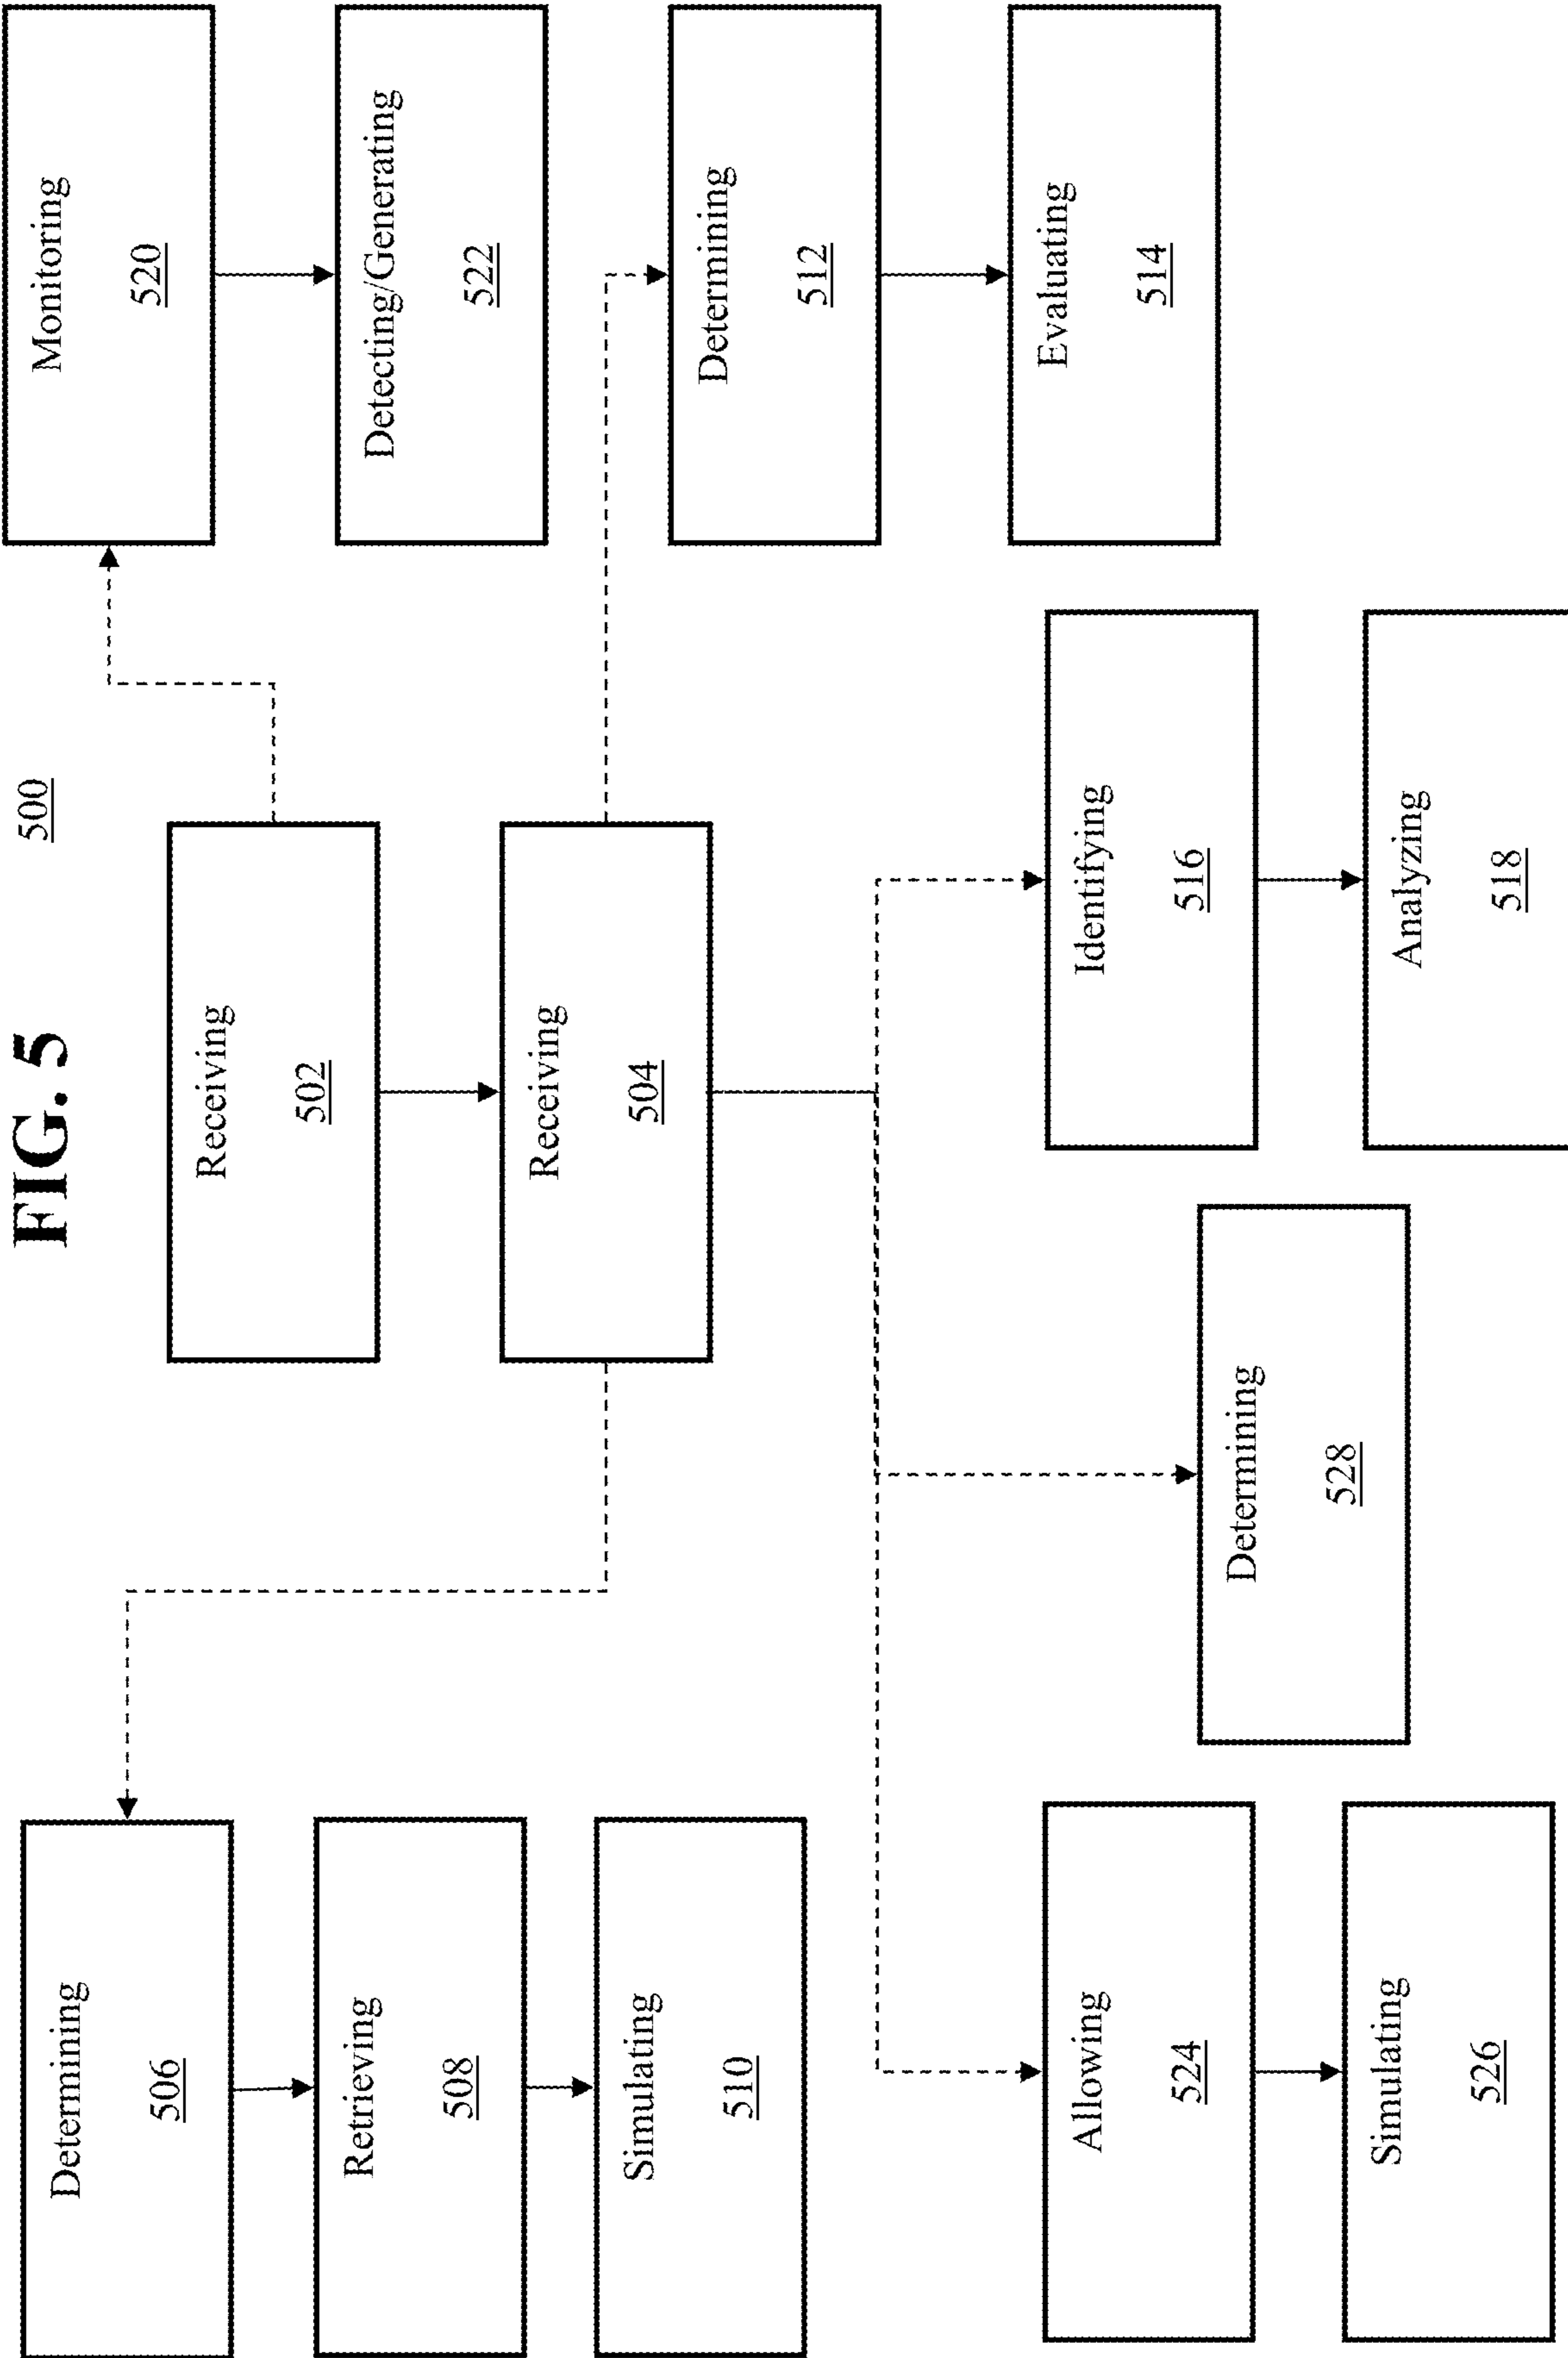 FIG. 5
500
Determining
506
Retrieving
508
Simulating
510
Receiving
502
Receiving
504
Monitoring
520
Detecting/Generating
522
Determining
512
Evaluating
514
Allowing
524
Simulating
526
Determining
528
Identifying
516
Analyzing
518